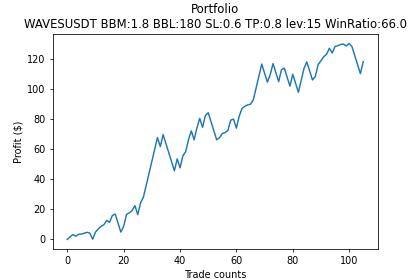 Portfolio
WAVESUSDT BBM:1.8 BBL:180 SL:0.6 TP:0.8 lev:15 WinRatio:66.0
120
100
80
60
40
20
0
Profit ($)
0 20 40 60 80 100
Trade counts